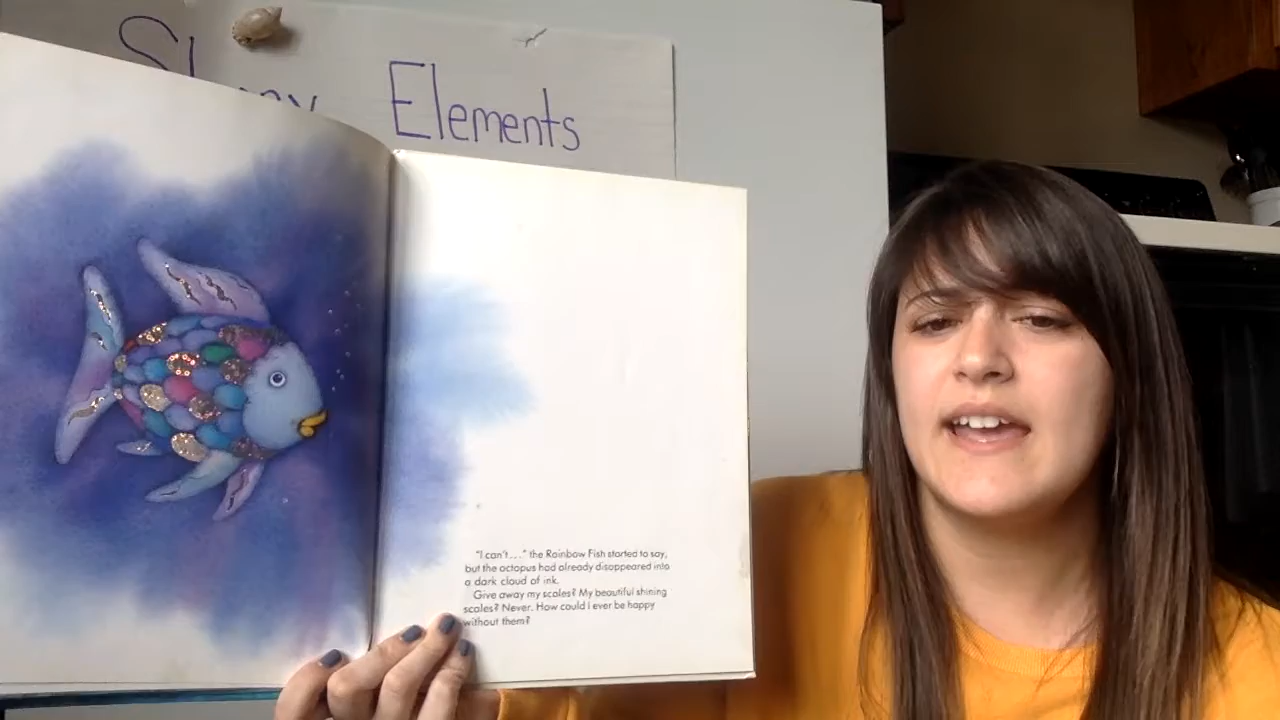 Elements
"I can't..." the Rainbow Fish started to say,
but the octopus had already disappeared into
a dark cloud of ink.
Give away my scales? My beautiful shining
scales? Never. How could I ever be happy
without them?